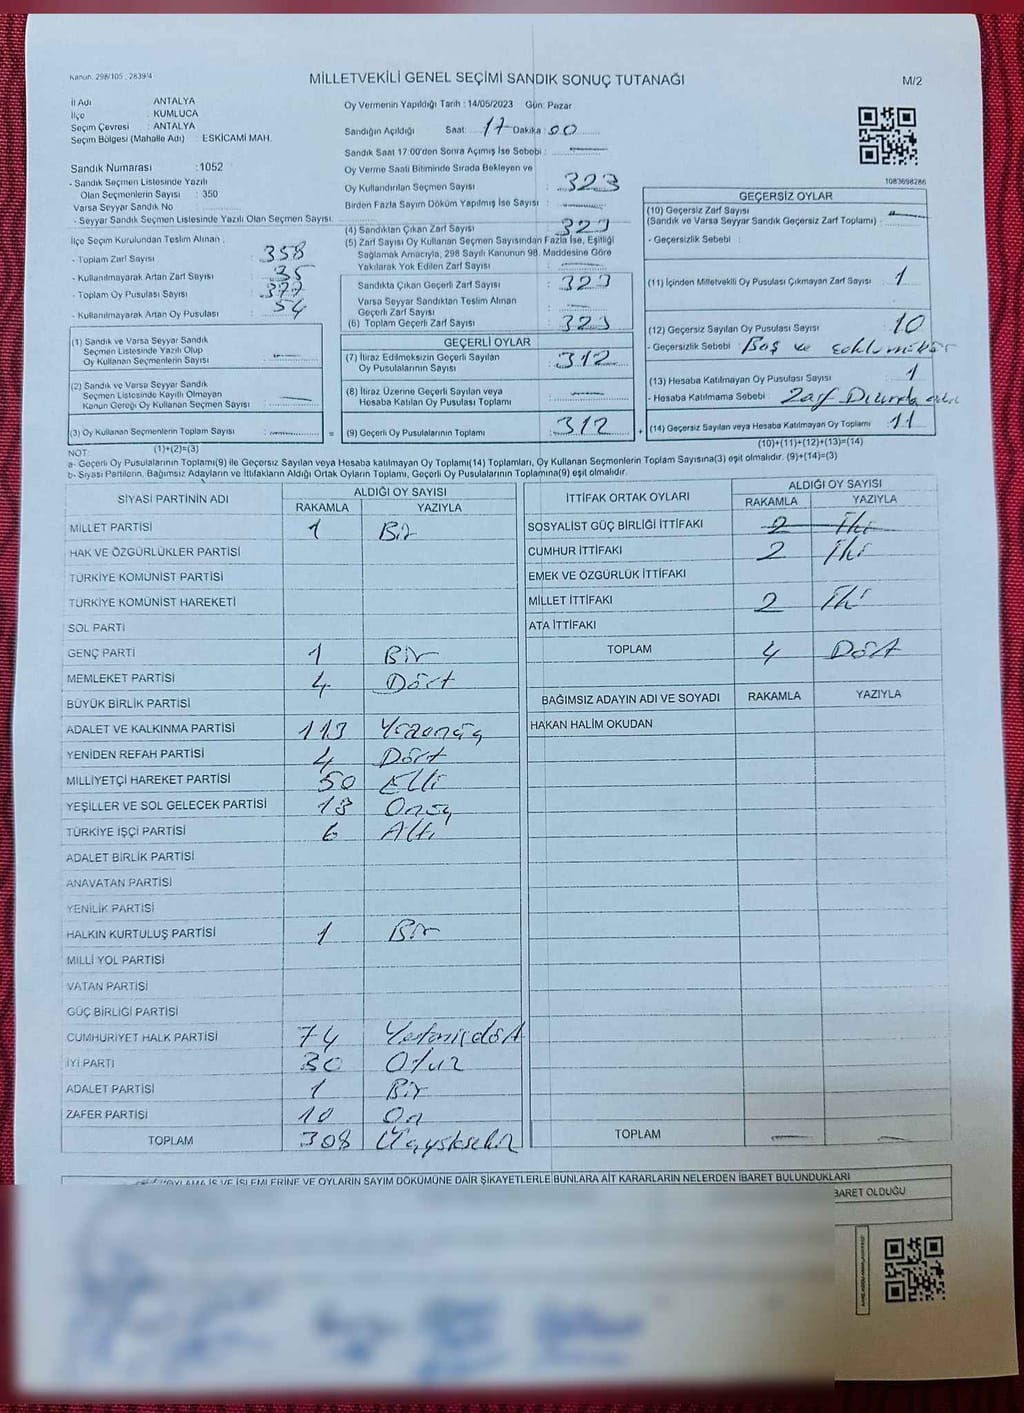 Kanun: 298/105 , 2839/4
MİLLETVEKİLİ GENEL SEÇİMİ SANDIK SONUÇ TUTANAĞI
M/2
İl Adı : ANTALYA
İlçe : KUMLUCA
Seçim Çevresi : ANTALYA
Seçim Bölgesi (Mahalle Adı) : ESKİCAMİ MAH.
Sandık Numarası : 1052
- Sandık Seçmen Listesinde Yazılı
Olan Seçmenlerin Sayısı : 350
Varsa Seyyar Sandık No :
- Seyyar Sandık Seçmen Listesinde Yazılı Olan Seçmen Sayısı:
İlçe Seçim Kurulundan Teslim Alınan :
- Toplam Zarf Sayısı : 358
- Kullanılmayarak Artan Zarf Sayısı : 35
- Toplam Oy Pusulası Sayısı : 377
- Kullanılmayarak Artan Oy Pusulası : 54
(1) Sandık ve Varsa Seyyar Sandık
Seçmen Listesinde Yazılı Olup
Oy Kullanan Seçmenlerin Sayısı :
(2) Sandık ve Varsa Seyyar Sandık
Seçmen Listesinde Kayıtlı Olmayan
Kanun Gereği Oy Kullanan Seçmen Sayısı :
(3) Oy Kullanan Seçmenlerin Toplam Sayısı :
(1)+(2)=(3)
Oy Vermenin Yapıldığı Tarih : 14/05/2023 Gün: Pazar
Sandığın Açıldığı Saat: 17 Dakika: 00
Sandık Saat 17:00'den Sonra Açımış İse Sebebi :
Oy Verme Saati Bitiminde Sırada Bekleyen ve
Oy Kullandırılan Seçmen Sayısı : 323
Birden Fazla Sayım Döküm Yapılmış İse Sayısı :
(4) Sandıktan Çıkan Zarf Sayısı : 323
(5) Zarf Sayısı Oy Kullanan Seçmen Sayısından Fazla İse, Eşitliği
Sağlamak Amacıyla, 298 Sayılı Kanunun 98. Maddesine Göre
Yakılarak Yok Edilen Zarf Sayısı :
Sandıkta Çıkan Geçerli Zarf Sayısı : 323
Varsa Seyyar Sandıktan Teslim Alınan
Geçerli Zarf Sayısı :
(6) Toplam Geçerli Zarf Sayısı : 323
GEÇERLİ OYLAR
(7) İtiraz Edilmeksizin Geçerli Sayılan
Oy Pusulalarının Sayısı : 312
(8) İtiraz Üzerine Geçerli Sayılan veya
Hesaba Katılan Oy Pusulası Toplamı :
(9) Geçerli Oy Pusulalarının Toplamı : 312
1083698286
GEÇERSİZ OYLAR
(10) Geçersiz Zarf Sayısı :
(Sandık ve Varsa Seyyar Sandık Geçersiz Zarf Toplamı)
- Geçersizlik Sebebi :
(11) İçinden Milletvekili Oy Pusulası Çıkmayan Zarf Sayısı : 1
(12) Geçersiz Sayılan Oy Pusulası Sayısı : 10
- Geçersizlik Sebebi : Boş ve
(13) Hesaba Katılmayan Oy Pusulası Sayısı : 1
- Hesaba Katılmama Sebebi : Zarf Dışında
(14) Geçersiz Sayılan veya Hesaba Katılmayan Oy Toplamı : 11
(10)+(11)+(12)+(13)=(14)
NOT:
a- Geçerli Oy Pusulalarının Toplamı(9) ile Geçersiz Sayılan veya Hesaba Katılmayan Oy Toplamı(14) Toplamları, Oy Kullanan Seçmenlerin Toplam Sayısına(3) eşit olmalıdır. (9)+(14)=(3)
b- Siyasi Partilerin, Bağımsız Adayların ve İttifakların Aldığı Ortak Oyların Toplamı, Geçerli Oy Pusulalarının Toplamına(9) eşit olmalıdır.
SİYASİ PARTİNİN ADI
ALDIĞI OY SAYISI
RAKAMLA YAZIYLA
MİLLET PARTİSİ 1 Bir
HAK VE ÖZGÜRLÜKLER PARTİSİ
TÜRKİYE KOMÜNİST PARTİSİ
TÜRKİYE KOMÜNİST HAREKETİ
SOL PARTİ
GENÇ PARTİ 1 Bir
MEMLEKET PARTİSİ 4 Dört
BÜYÜK BİRLİK PARTİSİ
ADALET VE KALKINMA PARTİSİ 113 Yüzonüç
YENİDEN REFAH PARTİSİ 4 Dört
MİLLİYETÇİ HAREKET PARTİSİ 50 Elli
YEŞİLLER VE SOL GELECEK PARTİSİ 13 Onüç
TÜRKİYE İŞÇİ PARTİSİ 6 Altı
ADALET BİRLİK PARTİSİ
ANAVATAN PARTİSİ
YENİLİK PARTİSİ
HALKIN KURTULUŞ PARTİSİ 1 Bir
MİLLİ YOL PARTİSİ
VATAN PARTİSİ
GÜÇ BİRLİĞİ PARTİSİ
CUMHURİYET HALK PARTİSİ 74 Yetmişdört
İYİ PARTİ 30 Otuz
ADALET PARTİSİ 1 Bir
ZAFER PARTİSİ 10 On
TOPLAM 308 Üçyüksekiz
İTTİFAK ORTAK OYLARI
ALDIĞI OY SAYISI
RAKAMLA YAZIYLA
SOSYALİST GÜÇ BİRLİĞİ İTTİFAKI 2 İki
CUMHUR İTTİFAKI 2 İki
EMEK VE ÖZGÜRLÜK İTTİFAKI
MİLLET İTTİFAKI 2 İki
ATA İTTİFAKI
TOPLAM 4 Dört
BAĞIMSIZ ADAYIN ADI VE SOYADI RAKAMLA YAZIYLA
HAKAN HALİM OKUDAN
TOPLAM
OYLAMA İŞ VE İŞLEMLERİNE VE OYLARIN SAYIM DÖKÜMÜNE DAİR ŞİKAYETLERLE BUNLARA AİT KARARLARIN NELERDEN İBARET BULUNDUKLARI
BARET OLDUĞU